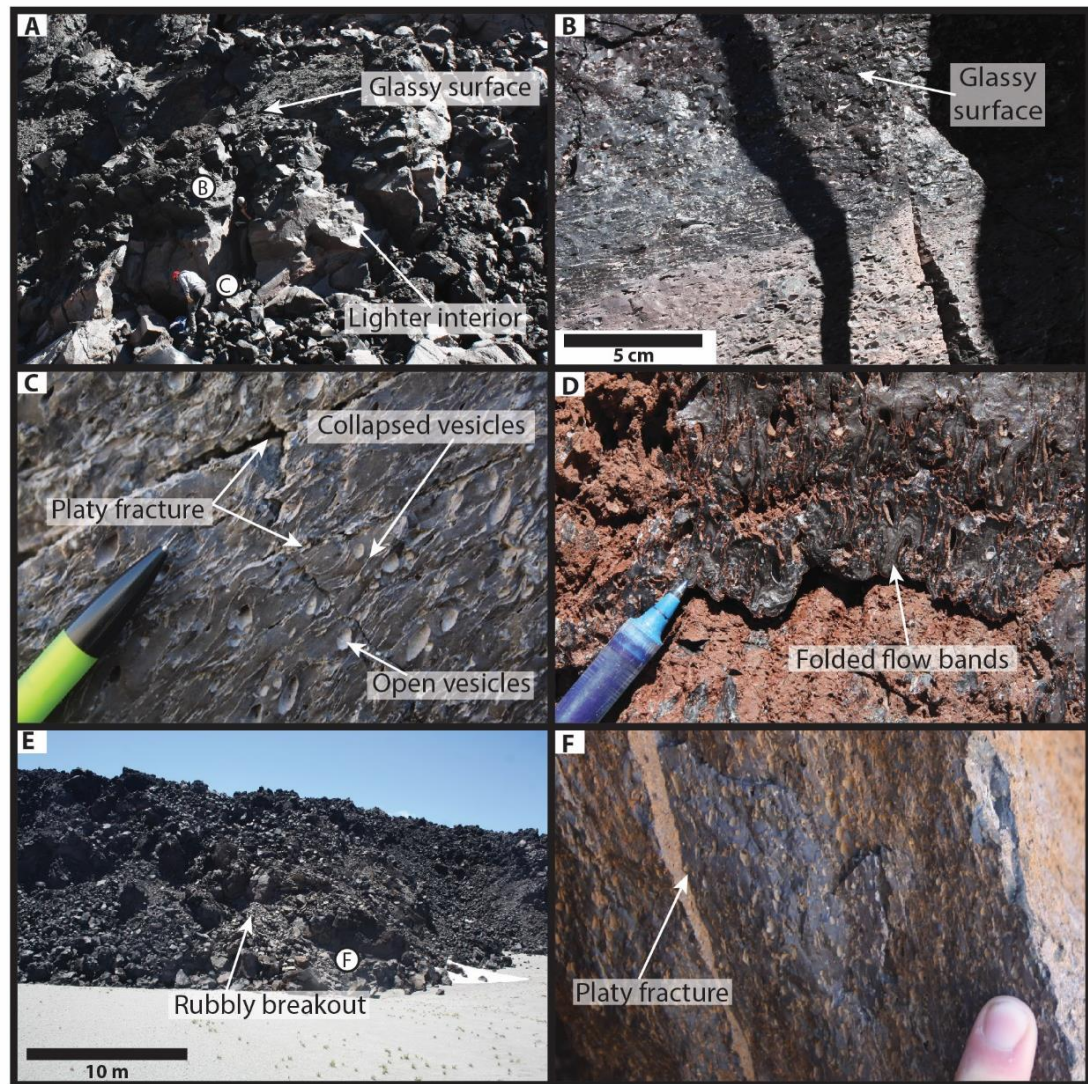 A
Glassy surface
B
C
Lighter interior
B
Glassy
surface
5 cm
C
Collapsed vesicles
Platy fracture
Open vesicles
D
Folded flow bands
E
F
Rubbly breakout
10 m
F
Platy fracture